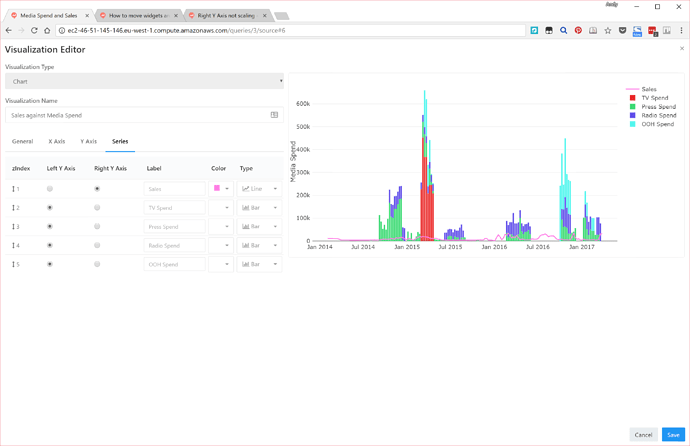 Andy
Media Spend and Sales
How to move widgets a
Right Y Axis not scaling
ec2-46-51-145-146.eu-west-1.compute.amazonaws.com/queries/3/source#6
Visualization Editor
×
Visualization Type
Chart
Visualization Name
Sales against Media Spend
General
X Axis
Y Axis
Series
zIndex
Left Y Axis
Right Y Axis
Label
Color
Type
1
Sales
Line
2
TV Spend
Bar
3
Press Spend
Bar
4
Radio Spend
Bar
5
OOH Spend
Bar
Media Spend
600k
500k
400k
300k
200k
100k
0
Jan 2014
Jul 2014
Jan 2015
Jul 2015
Jan 2016
Jul 2016
Jan 2017
Sales
TV Spend
Press Spend
Radio Spend
OOH Spend
Cancel
Save